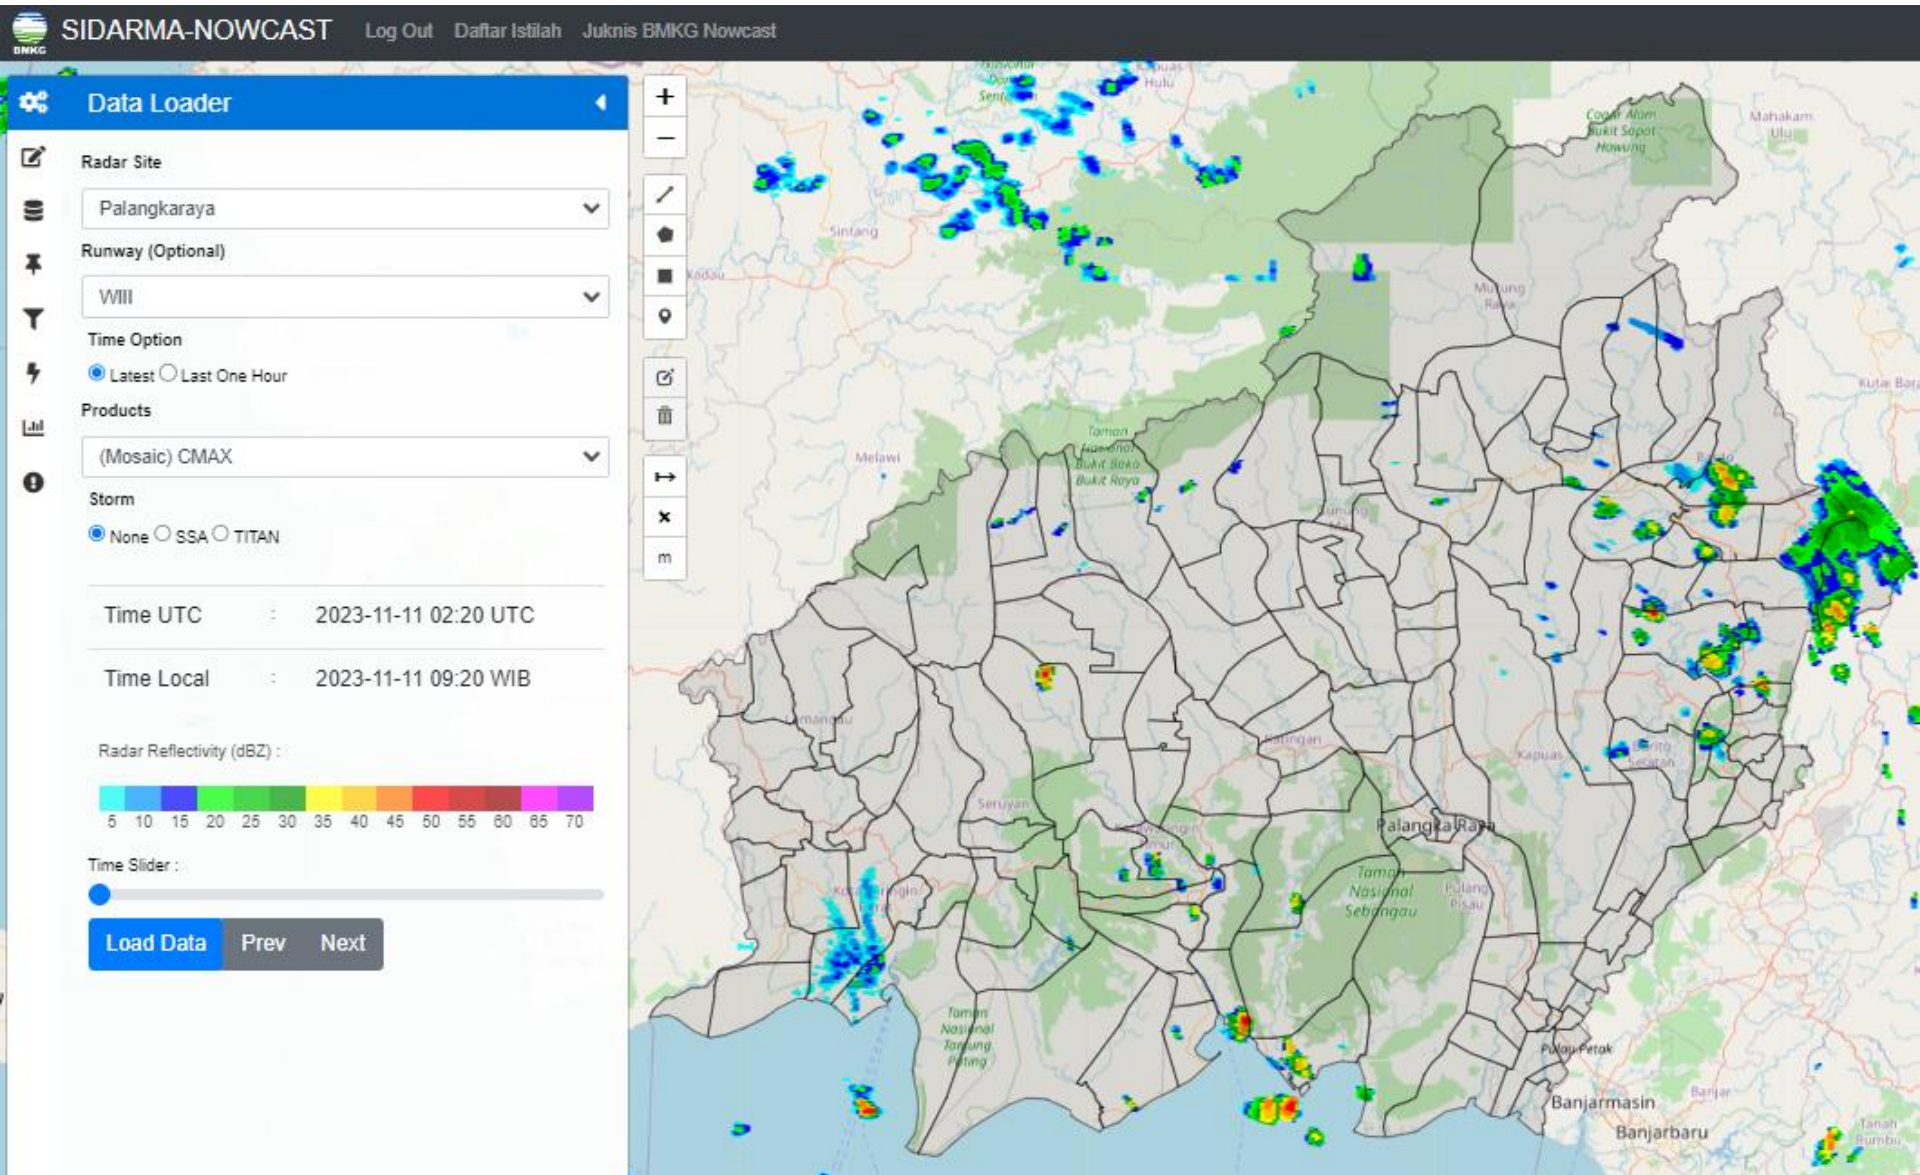 BMKG
SIDARMA-NOWCAST
Log Out
Daftar Istilah
Juknis BMKG Nowcast
Data Loader
Radar Site
Palangkaraya
Runway (Optional)
WIII
Time Option
Latest
Last One Hour
Products
(Mosaic) CMAX
Storm
None
SSA
TITAN
Time UTC : 2023-11-11 02:20 UTC
Time Local : 2023-11-11 09:20 WIB
Radar Reflectivity (dBZ) :
5 10 15 20 25 30 35 40 45 50 55 60 65 70
Time Slider :
Load Data
Prev
Next
+
−
m
Kapuas
Hulu
Cagar Alam
Bukit Sapat
Hawung
Mahakam
Ulu
Sintang
Murung
Raya
Kutai Bara
Melawi
Taman
Nasional
Bukit Baka
Bukit Raya
Lamandau
Katingan
Kapuas
Barito
Selatan
Seruyan
Palangka Raya
Taman
Nasional
Sebangau
Pulang
Pisau
Taman
Nasional
Tanjung
Puting
Pulau Petak
Banjarmasin
Banjar
Banjarbaru
Tanah
Bumbu